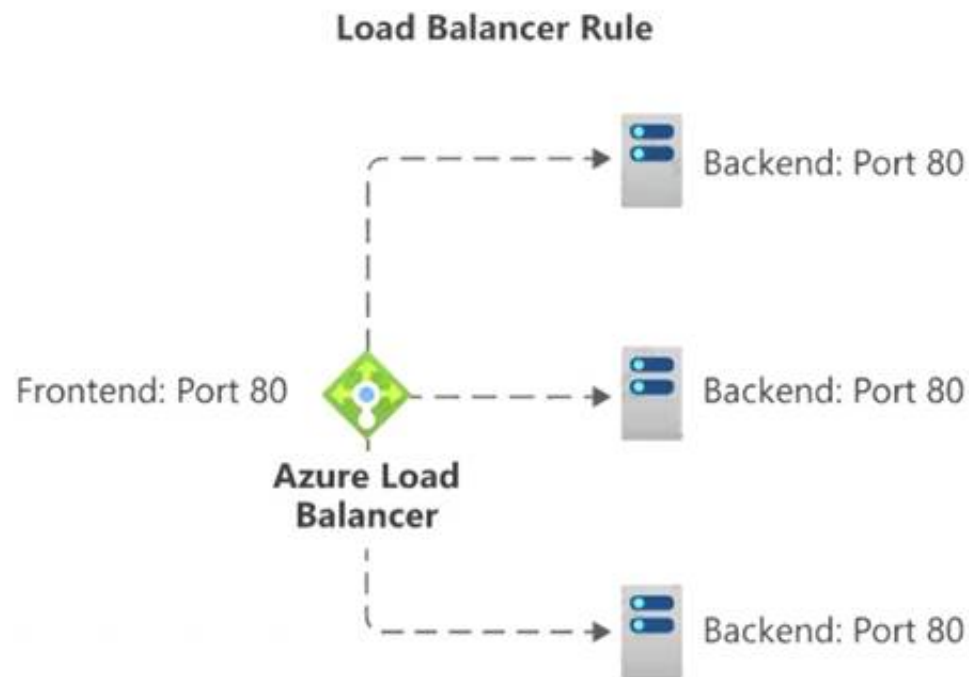 Load Balancer Rule
Backend: Port 80
Frontend: Port 80
Backend: Port 80
Azure Load
Balancer
Backend: Port 80